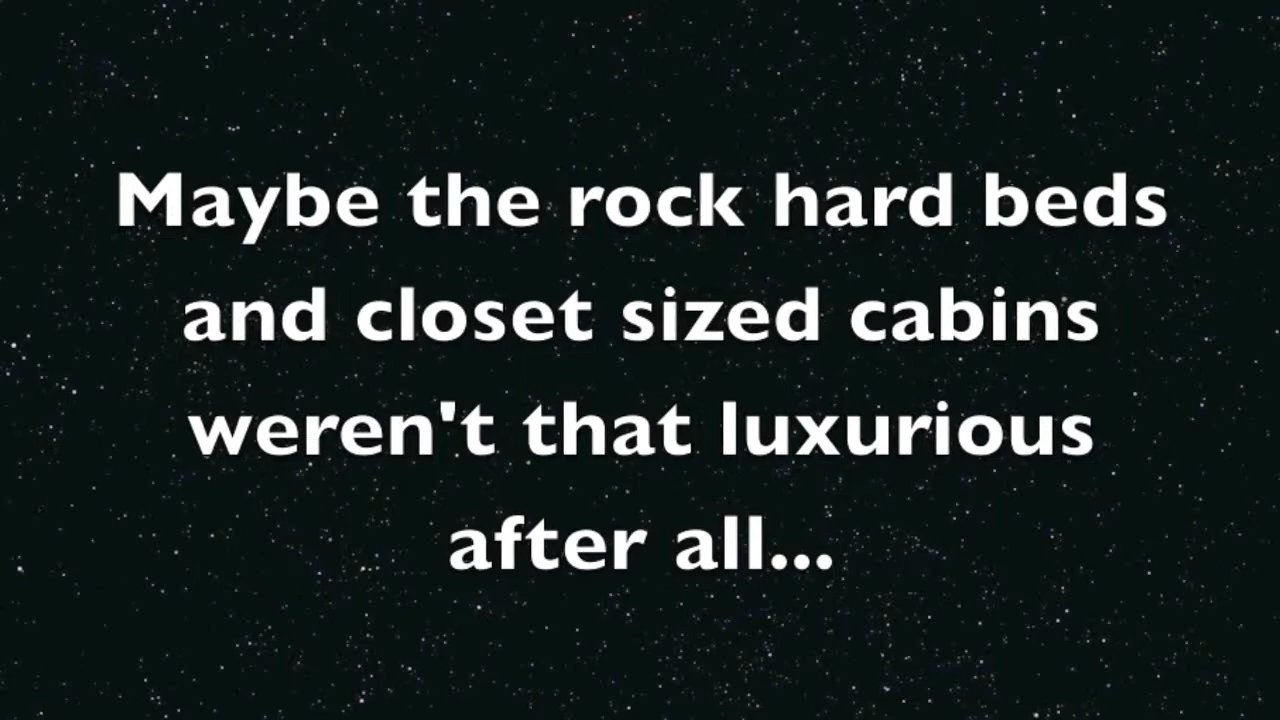 Maybe the rock hard beds
and closet sized cabins
weren't that luxurious
after all...